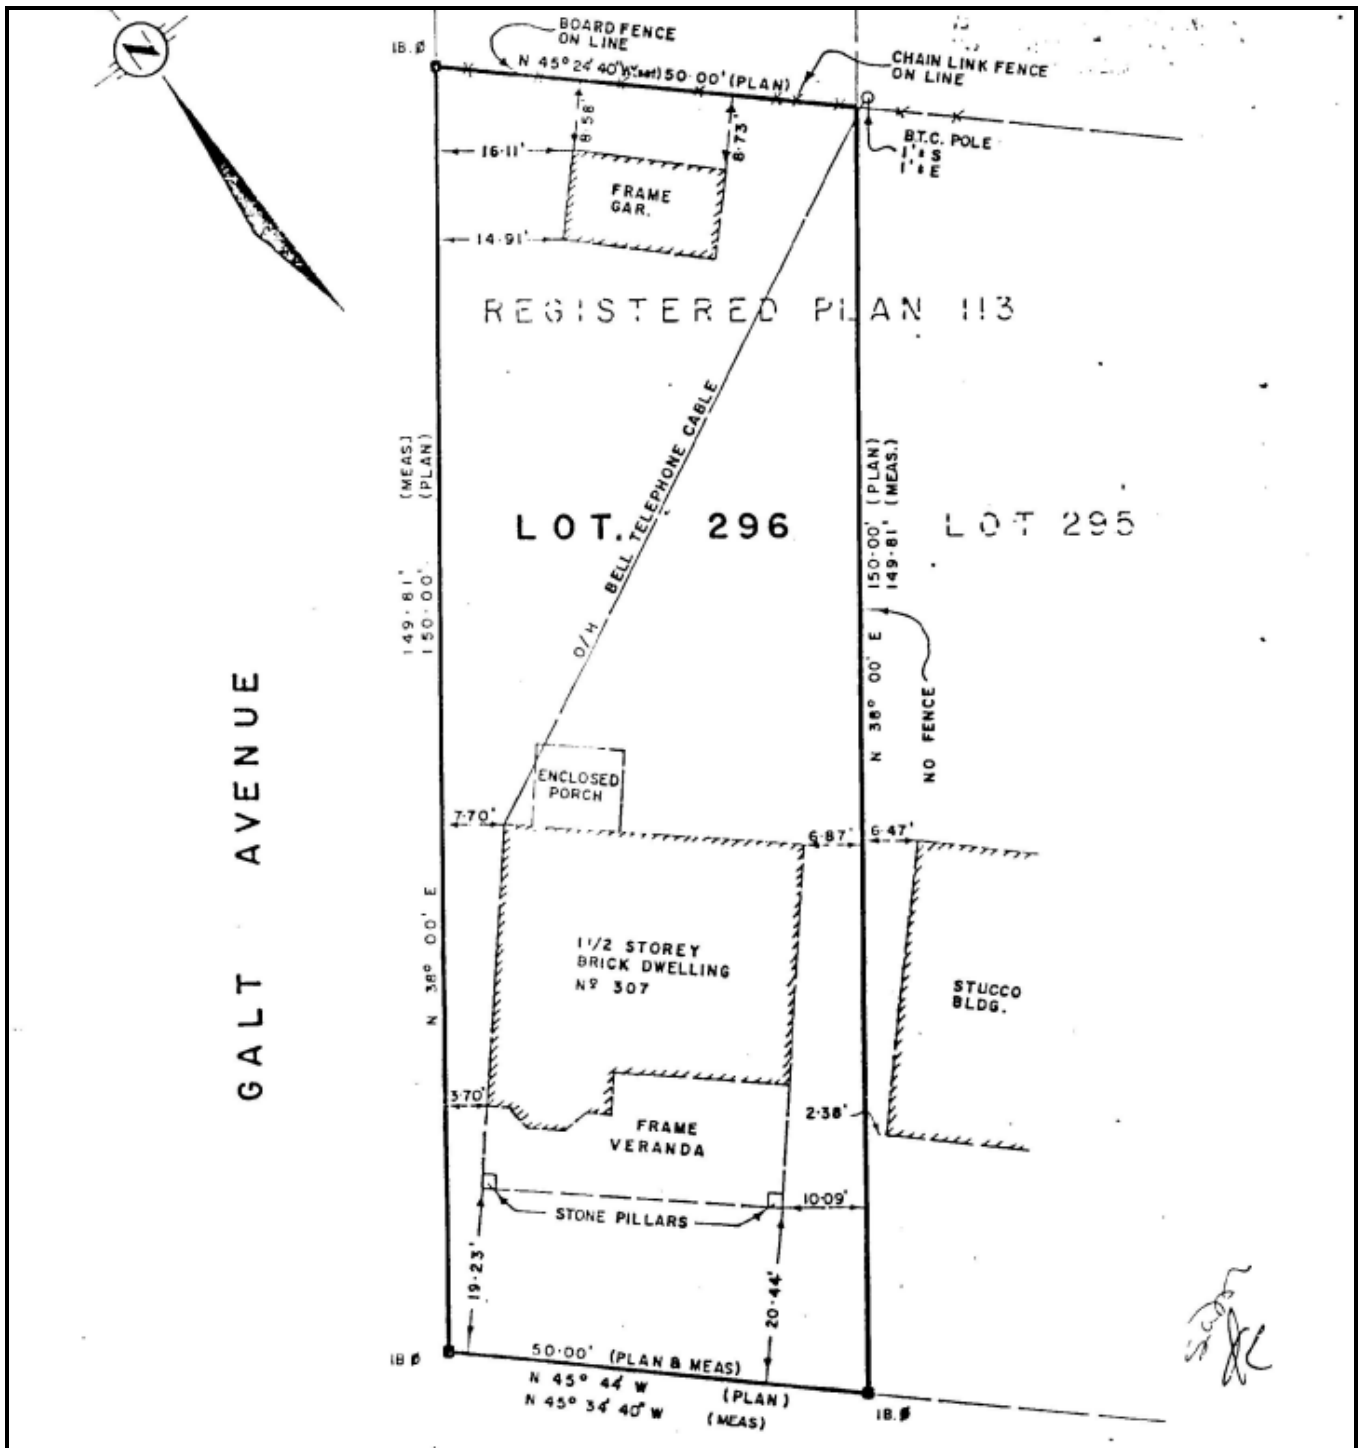 BOARD FENCE
ON LINE
IB.Ø
N 45° 24' 40" W
50.00' (PLAN)
CHAIN LINK FENCE
ON LINE
8.58'
8.73'
B.T.C. POLE
1'± S
1'± E
16.11'
FRAME
GAR.
14.91'
REGISTERED PLAN 113
BELL TELEPHONE CABLE
O/H
149.81' (MEAS)
150.00' (PLAN)
150.00' (PLAN)
149.81' (MEAS.)
LOT. 296
LOT 295
N 38° 00' E
NO FENCE
GALT AVENUE
ENCLOSED
PORCH
7.70'
6.87'
6.47'
N 38° 00' E
1 1/2 STOREY
BRICK DWELLING
Nº 307
STUCCO
BLDG.
3.70'
2.38'
FRAME
VERANDA
10.09'
STONE PILLARS
19.23'
20.44'
IB Ø
50.00' (PLAN & MEAS)
N 45° 44' W (PLAN)
N 45° 34' 40" W (MEAS)
IB.Ø